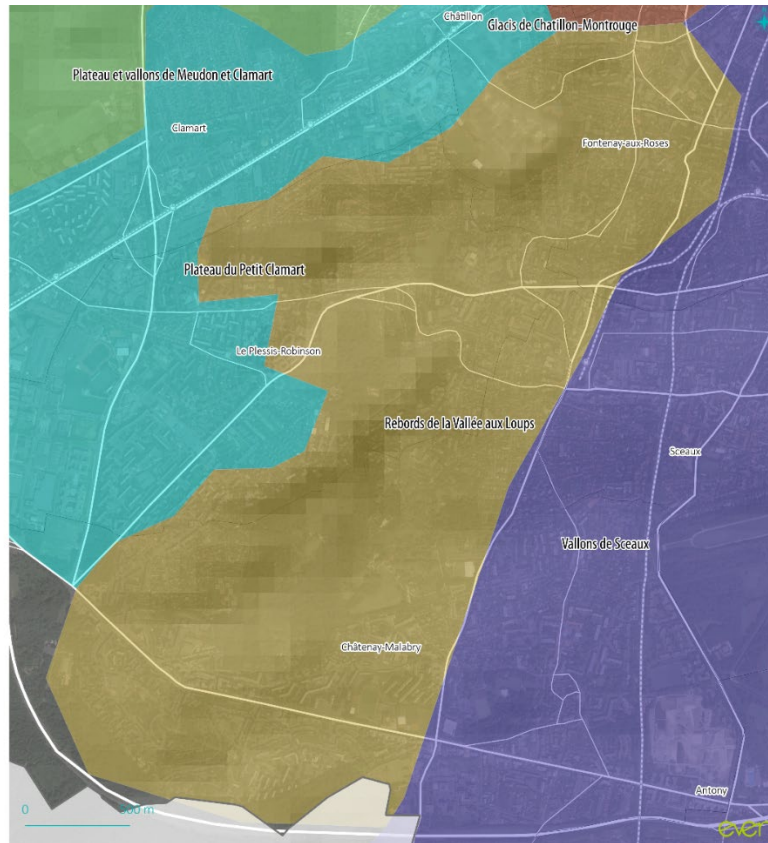 Châtillon
Glacis de Chatillon-Montrouge
Plateau et vallons de Meudon et Clamart
Clamart
Fontenay-aux-Roses
Plateau du Petit Clamart
Le Plessis-Robinson
Rebords de la Vallée aux Loups
Sceaux
Vallons de Sceaux
Châtenay-Malabry
Antony
0
500 m
ever